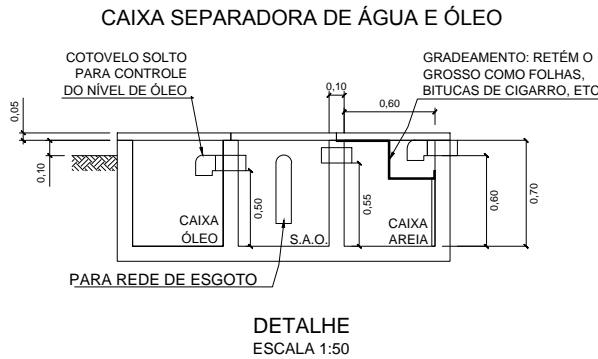 CAIXA SEPARADORA DE ÁGUA E ÓLEO
COTOVELO SOLTO
PARA CONTROLE
DO NÍVEL DE ÓLEO
GRADEAMENTO: RETÉM O
GROSSO COMO FOLHAS,
BITUCAS DE CIGARRO, ETC
0,10
0,60
0,05
0,10
0,50
0,55
0,60
0,70
CAIXA
ÓLEO
S.A.O.
CAIXA
AREIA
PARA REDE DE ESGOTO
DETALHE
ESCALA 1:50